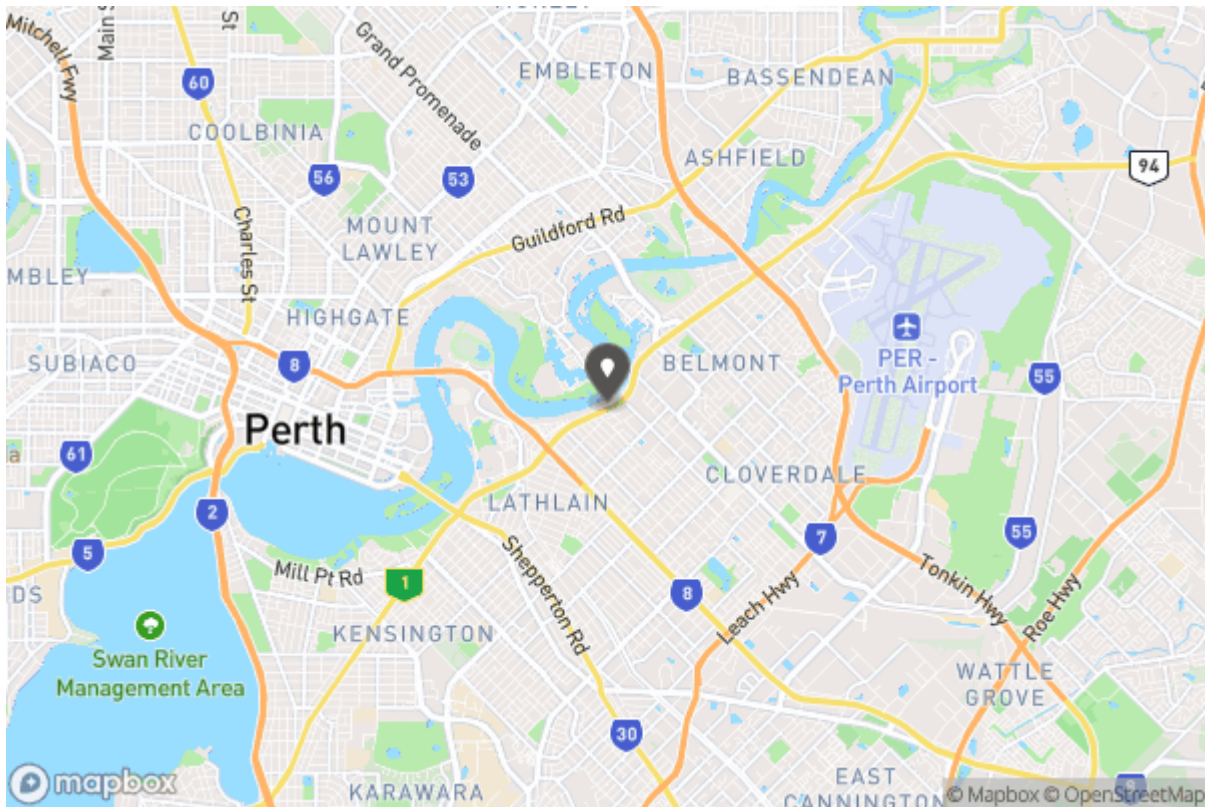 Mitchell Fwy
Main S
St
60
COOLBINIA
Grand Promenade
EMBLETON
BASSENDEAN
56
53
ASHFIELD
94
Charles St
MOUNT
LAWLEY
Guildford Rd
MBLEY
HIGHGATE
SUBIACO
8
BELMONT
PER -
Perth Airport
55
Perth
61
CLOVERDALE
LATHLAIN
2
7
55
5
Mill Pt Rd
1
Shepperton Rd
8
Leach Hwy
Tonkin Hwy
Roe Hwy
DS
KENSINGTON
Swan River
Management Area
WATTLE
GROVE
30
mapbox
KARAWARA
EAST
CANNINGTON
© Mapbox © OpenStreetMap